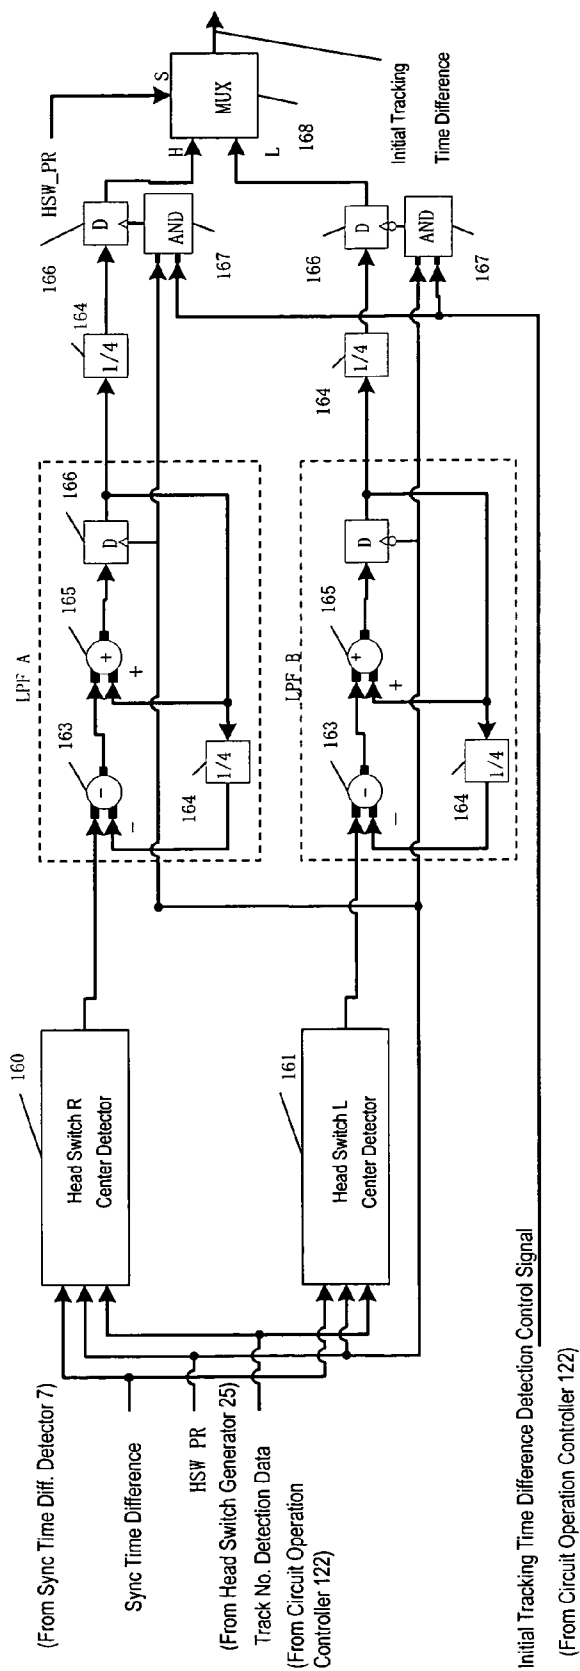 (From Sync Time Diff. Detector 7)
Sync Time Difference
HSW PR
(From Head Switch Generator 25)
Track No. Detection Data
(From Circuit Operation
Controller 122)
Initial Tracking Time Difference Detection Control Signal
(From Circuit Operation Controller 122)
160
Head Switch R
Center Detector
161
Head Switch L
Center Detector
LPF A
163
-
-
164
1/4
165
+
+
166
D
164
1/4
166
D
AND
167
LPF B
163
-
-
164
1/4
165
+
+
D
164
1/4
166
D
AND
167
HSW_PR
S
H
L
MUX
168
Initial Tracking
Time Difference